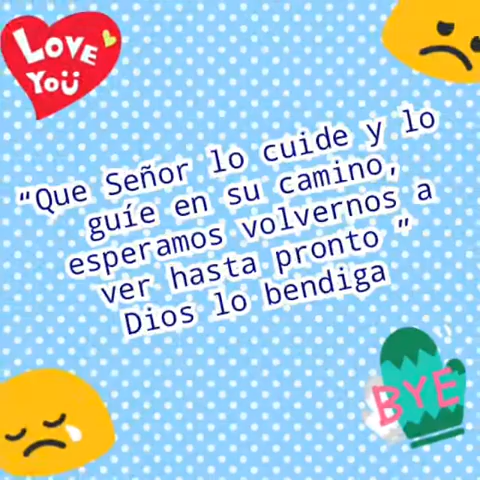 LOVE
YOU
“Que Señor lo cuide y lo
guíe en su camino,
esperamos volvernos a
ver hasta pronto ”
Dios lo bendiga
BYE